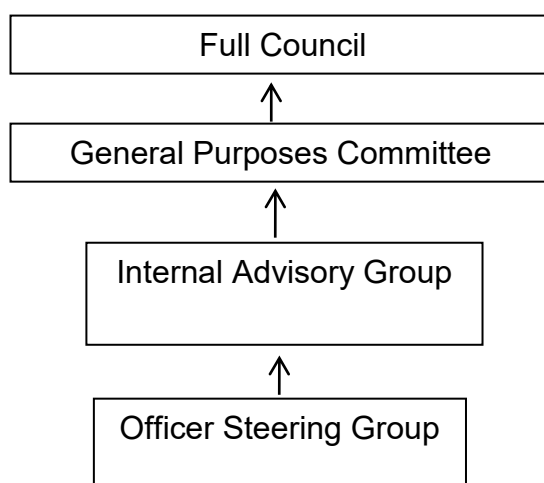 Full Council
General Purposes Committee
Internal Advisory Group
Officer Steering Group